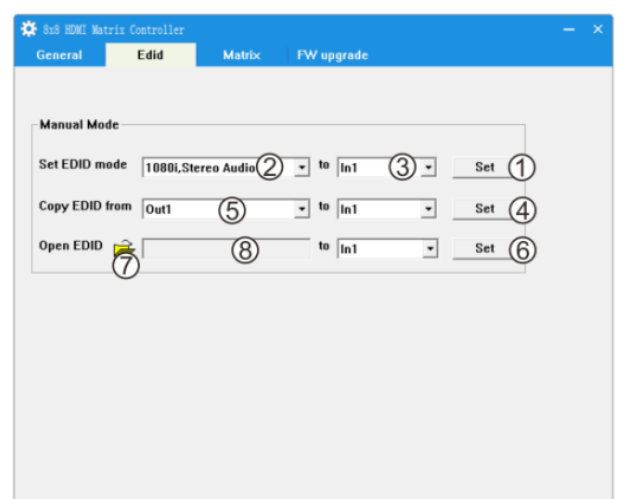 8x8 HDMI Matrix Controller
General Edid Matrix FW upgrade
Manual Mode
Set EDID mode 1080i,Stereo Audio ② to In1 ③ Set ①
Copy EDID from Out1 ⑤ to In1 Set ④
Open EDID ⑦ ⑧ to In1 Set ⑥